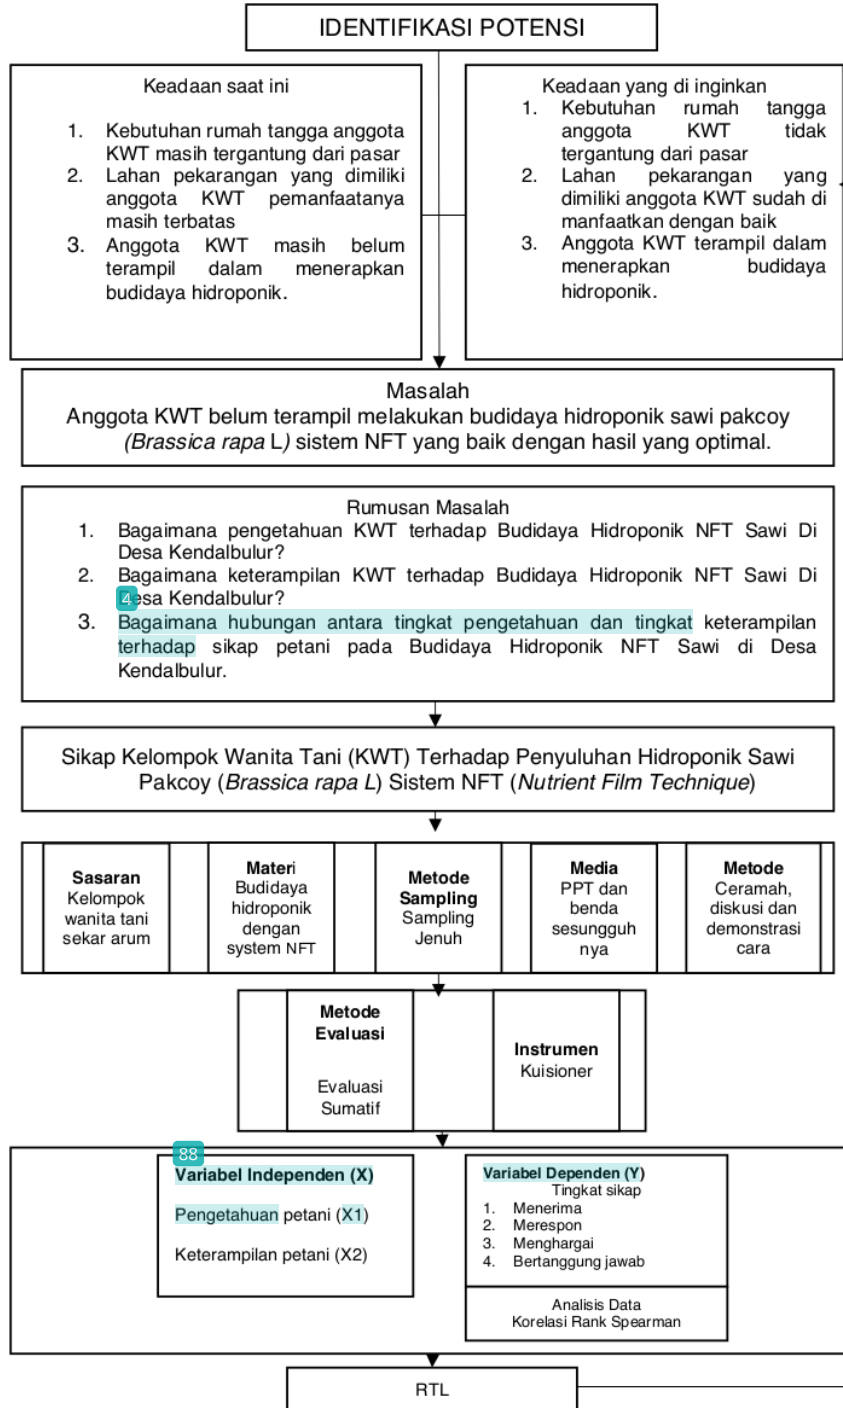 IDENTIFIKASI POTENSI
Keadaan saat ini
1. Kebutuhan rumah tangga anggota
KWT masih tergantung dari pasar
2. Lahan pekarangan yang dimiliki
anggota KWT pemanfaatanya
masih terbatas
3. Anggota KWT masih belum
terampil dalam menerapkan
budidaya hidroponik.
Keadaan yang di inginkan
1. Kebutuhan rumah tangga
anggota KWT tidak
tergantung dari pasar
2. Lahan pekarangan yang
dimiliki anggota KWT sudah di
manfaatkan dengan baik
3. Anggota KWT terampil dalam
menerapkan budidaya
hidroponik.
Masalah
Anggota KWT belum terampil melakukan budidaya hidroponik sawi pakcoy
(Brassica rapa L) sistem NFT yang baik dengan hasil yang optimal.
Rumusan Masalah
1. Bagaimana pengetahuan KWT terhadap Budidaya Hidroponik NFT Sawi Di
Desa Kendalbulur?
2. Bagaimana keterampilan KWT terhadap Budidaya Hidroponik NFT Sawi Di
Desa Kendalbulur?
4
3. Bagaimana hubungan antara tingkat pengetahuan dan tingkat keterampilan
terhadap sikap petani pada Budidaya Hidroponik NFT Sawi di Desa
Kendalbulur.
Sikap Kelompok Wanita Tani (KWT) Terhadap Penyuluhan Hidroponik Sawi
Pakcoy (Brassica rapa L) Sistem NFT (Nutrient Film Technique)
Sasaran
Kelompok
wanita tani
sekar arum
Materi
Budidaya
hidroponik
dengan
system NFT
Metode
Sampling
Sampling
Jenuh
Media
PPT dan
benda
sesungguh
nya
Metode
Ceramah,
diskusi dan
demonstrasi
cara
Metode
Evaluasi
Evaluasi
Sumatif
Instrumen
Kuisioner
88
Variabel Independen (X)
Pengetahuan petani (X1)
Keterampilan petani (X2)
Variabel Dependen (Y)
Tingkat sikap
1. Menerima
2. Merespon
3. Menghargai
4. Bertanggung jawab
Analisis Data
Korelasi Rank Spearman
RTL